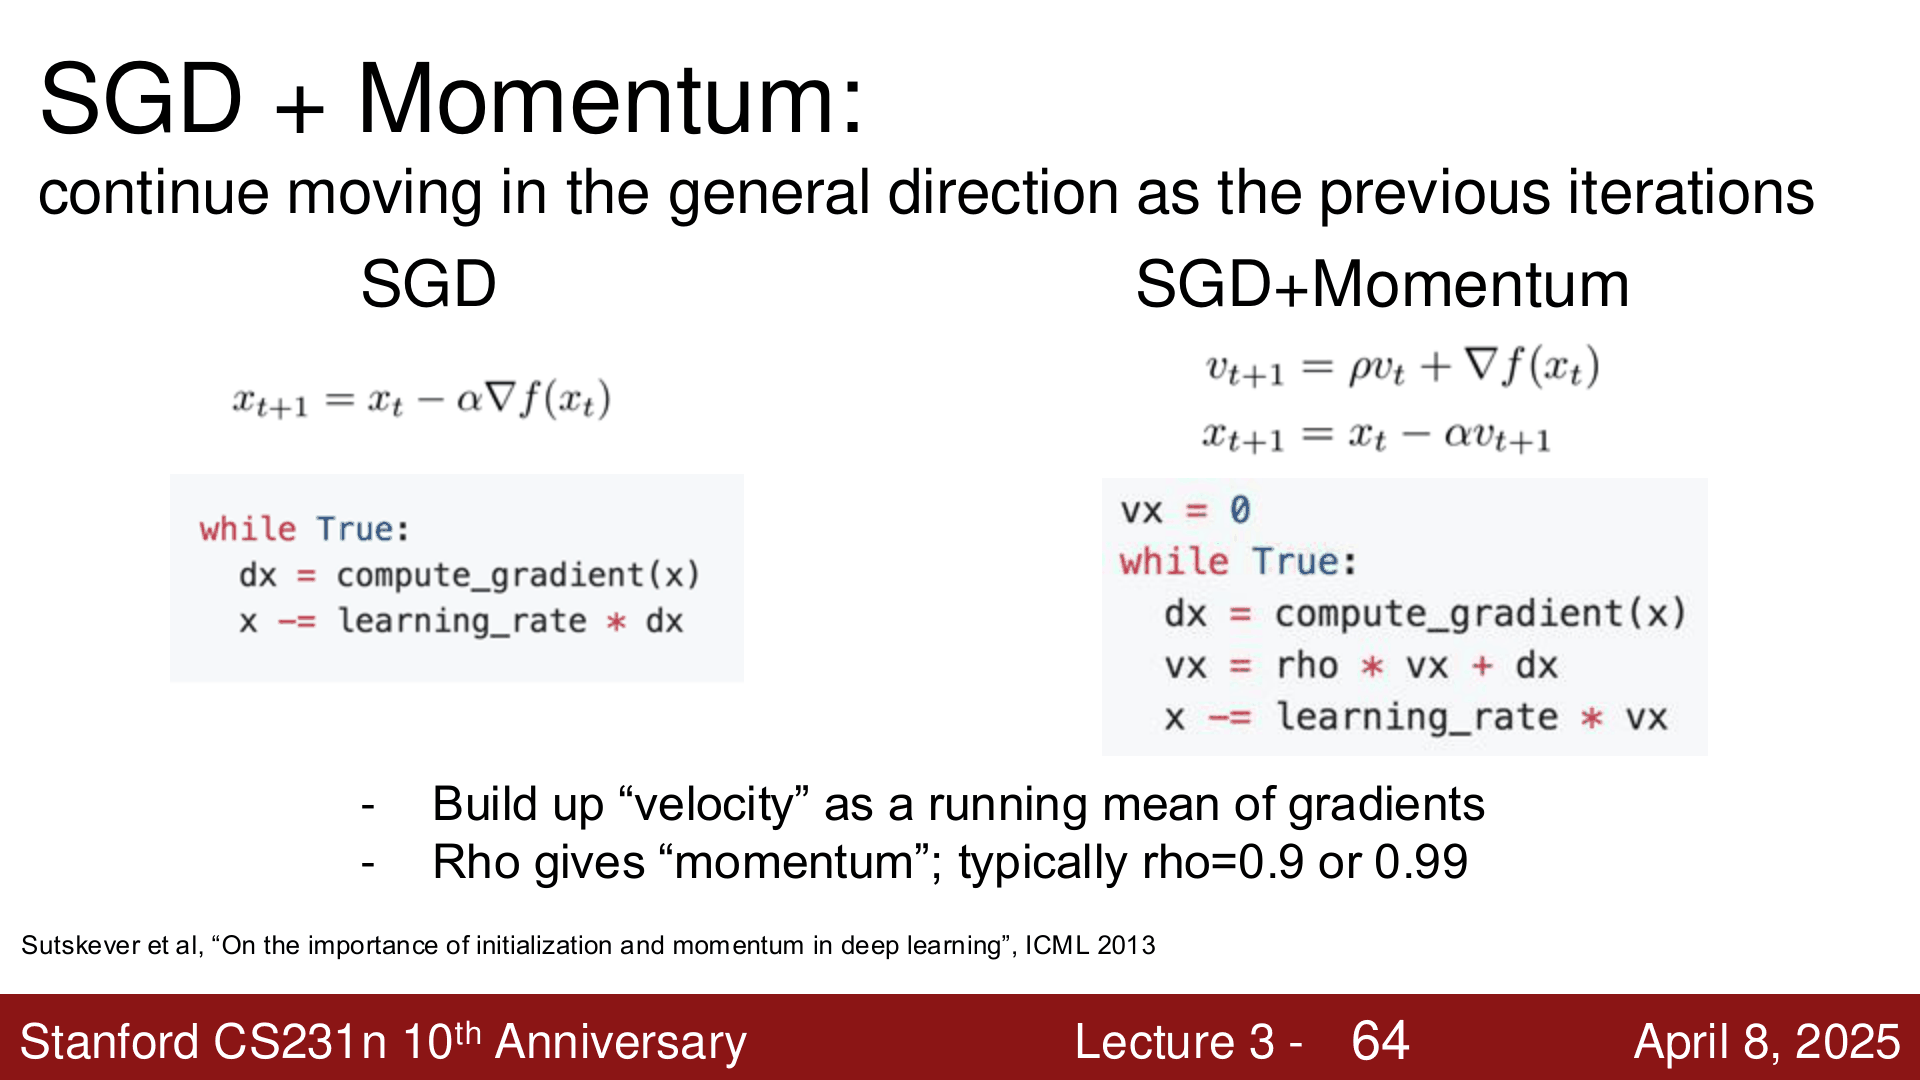 SGD + Momentum:
continue moving in the general direction as the previous iterations
SGD
x_{t+1} = x_t − α∇f(x_t)
while True:
  dx = compute_gradient(x)
  x -= learning_rate * dx
SGD+Momentum
v_{t+1} = ρv_t + ∇f(x_t)
x_{t+1} = x_t − αv_{t+1}
vx = 0
while True:
  dx = compute_gradient(x)
  vx = rho * vx + dx
  x -= learning_rate * vx
- Build up “velocity” as a running mean of gradients
- Rho gives “momentum”; typically rho=0.9 or 0.99
Sutskever et al, “On the importance of initialization and momentum in deep learning”, ICML 2013
Stanford CS231n 10th Anniversary Lecture 3 - 64 April 8, 2025